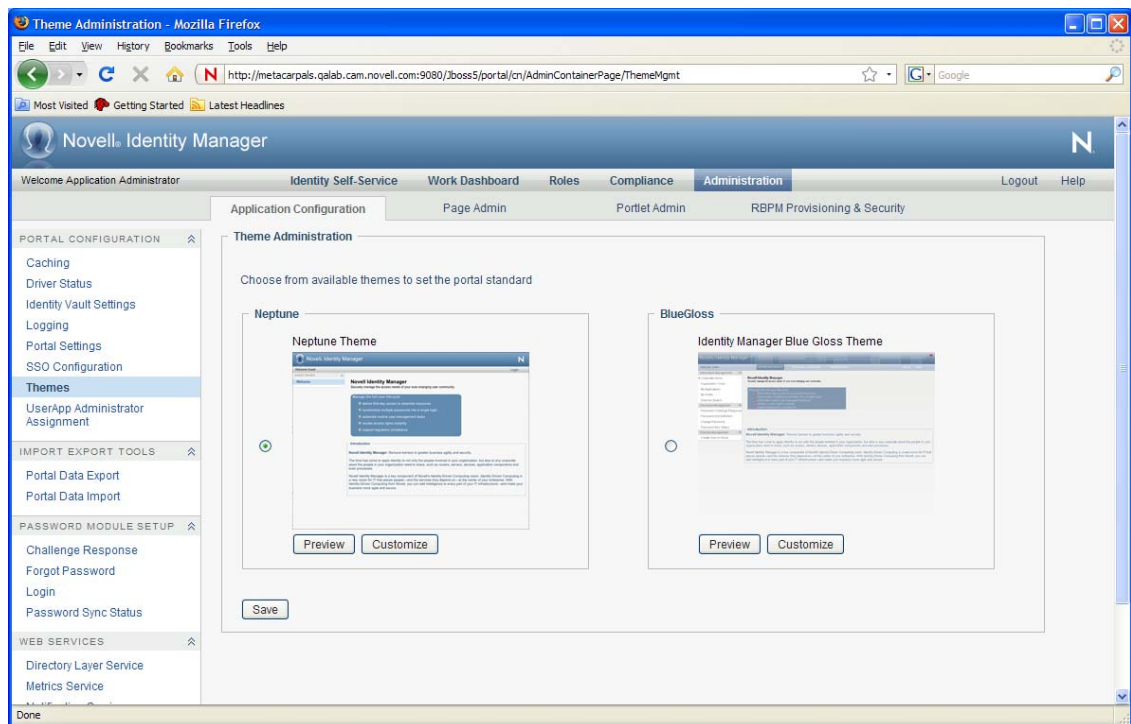 Theme Administration - Mozilla Firefox
File Edit View History Bookmarks Tools Help
http://metacarpals.qalab.cam.novell.com:9080/Jboss5/portal/cn/AdminContainerPage/ThemeMgmt
Google
Most Visited Getting Started Latest Headlines
Novell® Identity Manager
N
Welcome Application Administrator
Identity Self-Service Work Dashboard Roles Compliance Administration Logout Help
Application Configuration Page Admin Portlet Admin RBPM Provisioning & Security
PORTAL CONFIGURATION
Caching
Driver Status
Identity Vault Settings
Logging
Portal Settings
SSO Configuration
Themes
UserApp Administrator
Assignment
IMPORT EXPORT TOOLS
Portal Data Export
Portal Data Import
PASSWORD MODULE SETUP
Challenge Response
Forgot Password
Login
Password Sync Status
WEB SERVICES
Directory Layer Service
Metrics Service
Theme Administration
Choose from available themes to set the portal standard
Neptune
Neptune Theme
Novell Identity Manager
Preview Customize
BlueGloss
Identity Manager Blue Gloss Theme
Preview Customize
Save
Done